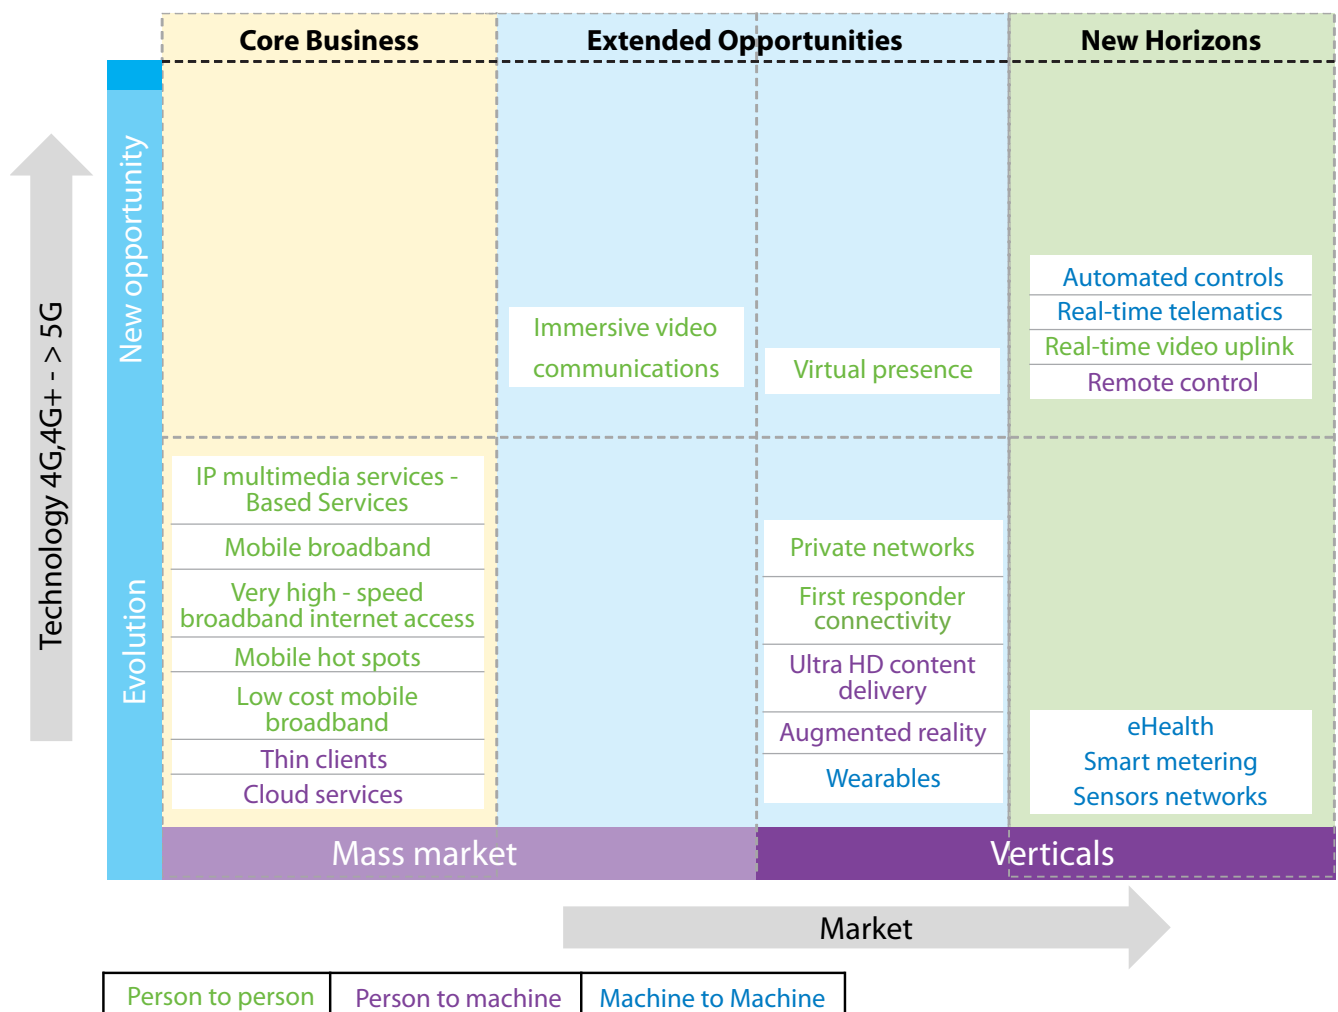 Core Business
Extended Opportunities
New Horizons
Technology 4G,4G+ - > 5G
New opportunity
Evolution
Immersive video
communications
Virtual presence
Automated controls
Real-time telematics
Real-time video uplink
Remote control
IP multimedia services -
Based Services
Mobile broadband
Very high - speed
broadband internet access
Mobile hot spots
Low cost mobile
broadband
Thin clients
Cloud services
Private networks
First responder
connectivity
Ultra HD content
delivery
Augmented reality
Wearables
eHealth
Smart metering
Sensors networks
Mass market
Verticals
Market
Person to person
Person to machine
Machine to Machine